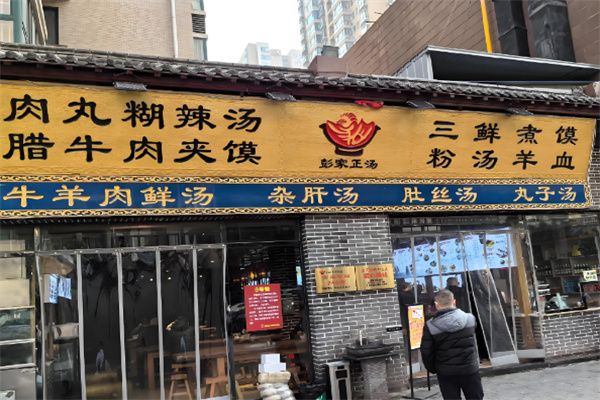 肉丸糊辣汤
腊牛肉夹馍
彭家正汤
三鲜煮馍
粉汤羊血
牛羊肉鲜汤 杂肝汤 肚丝汤 丸子汤